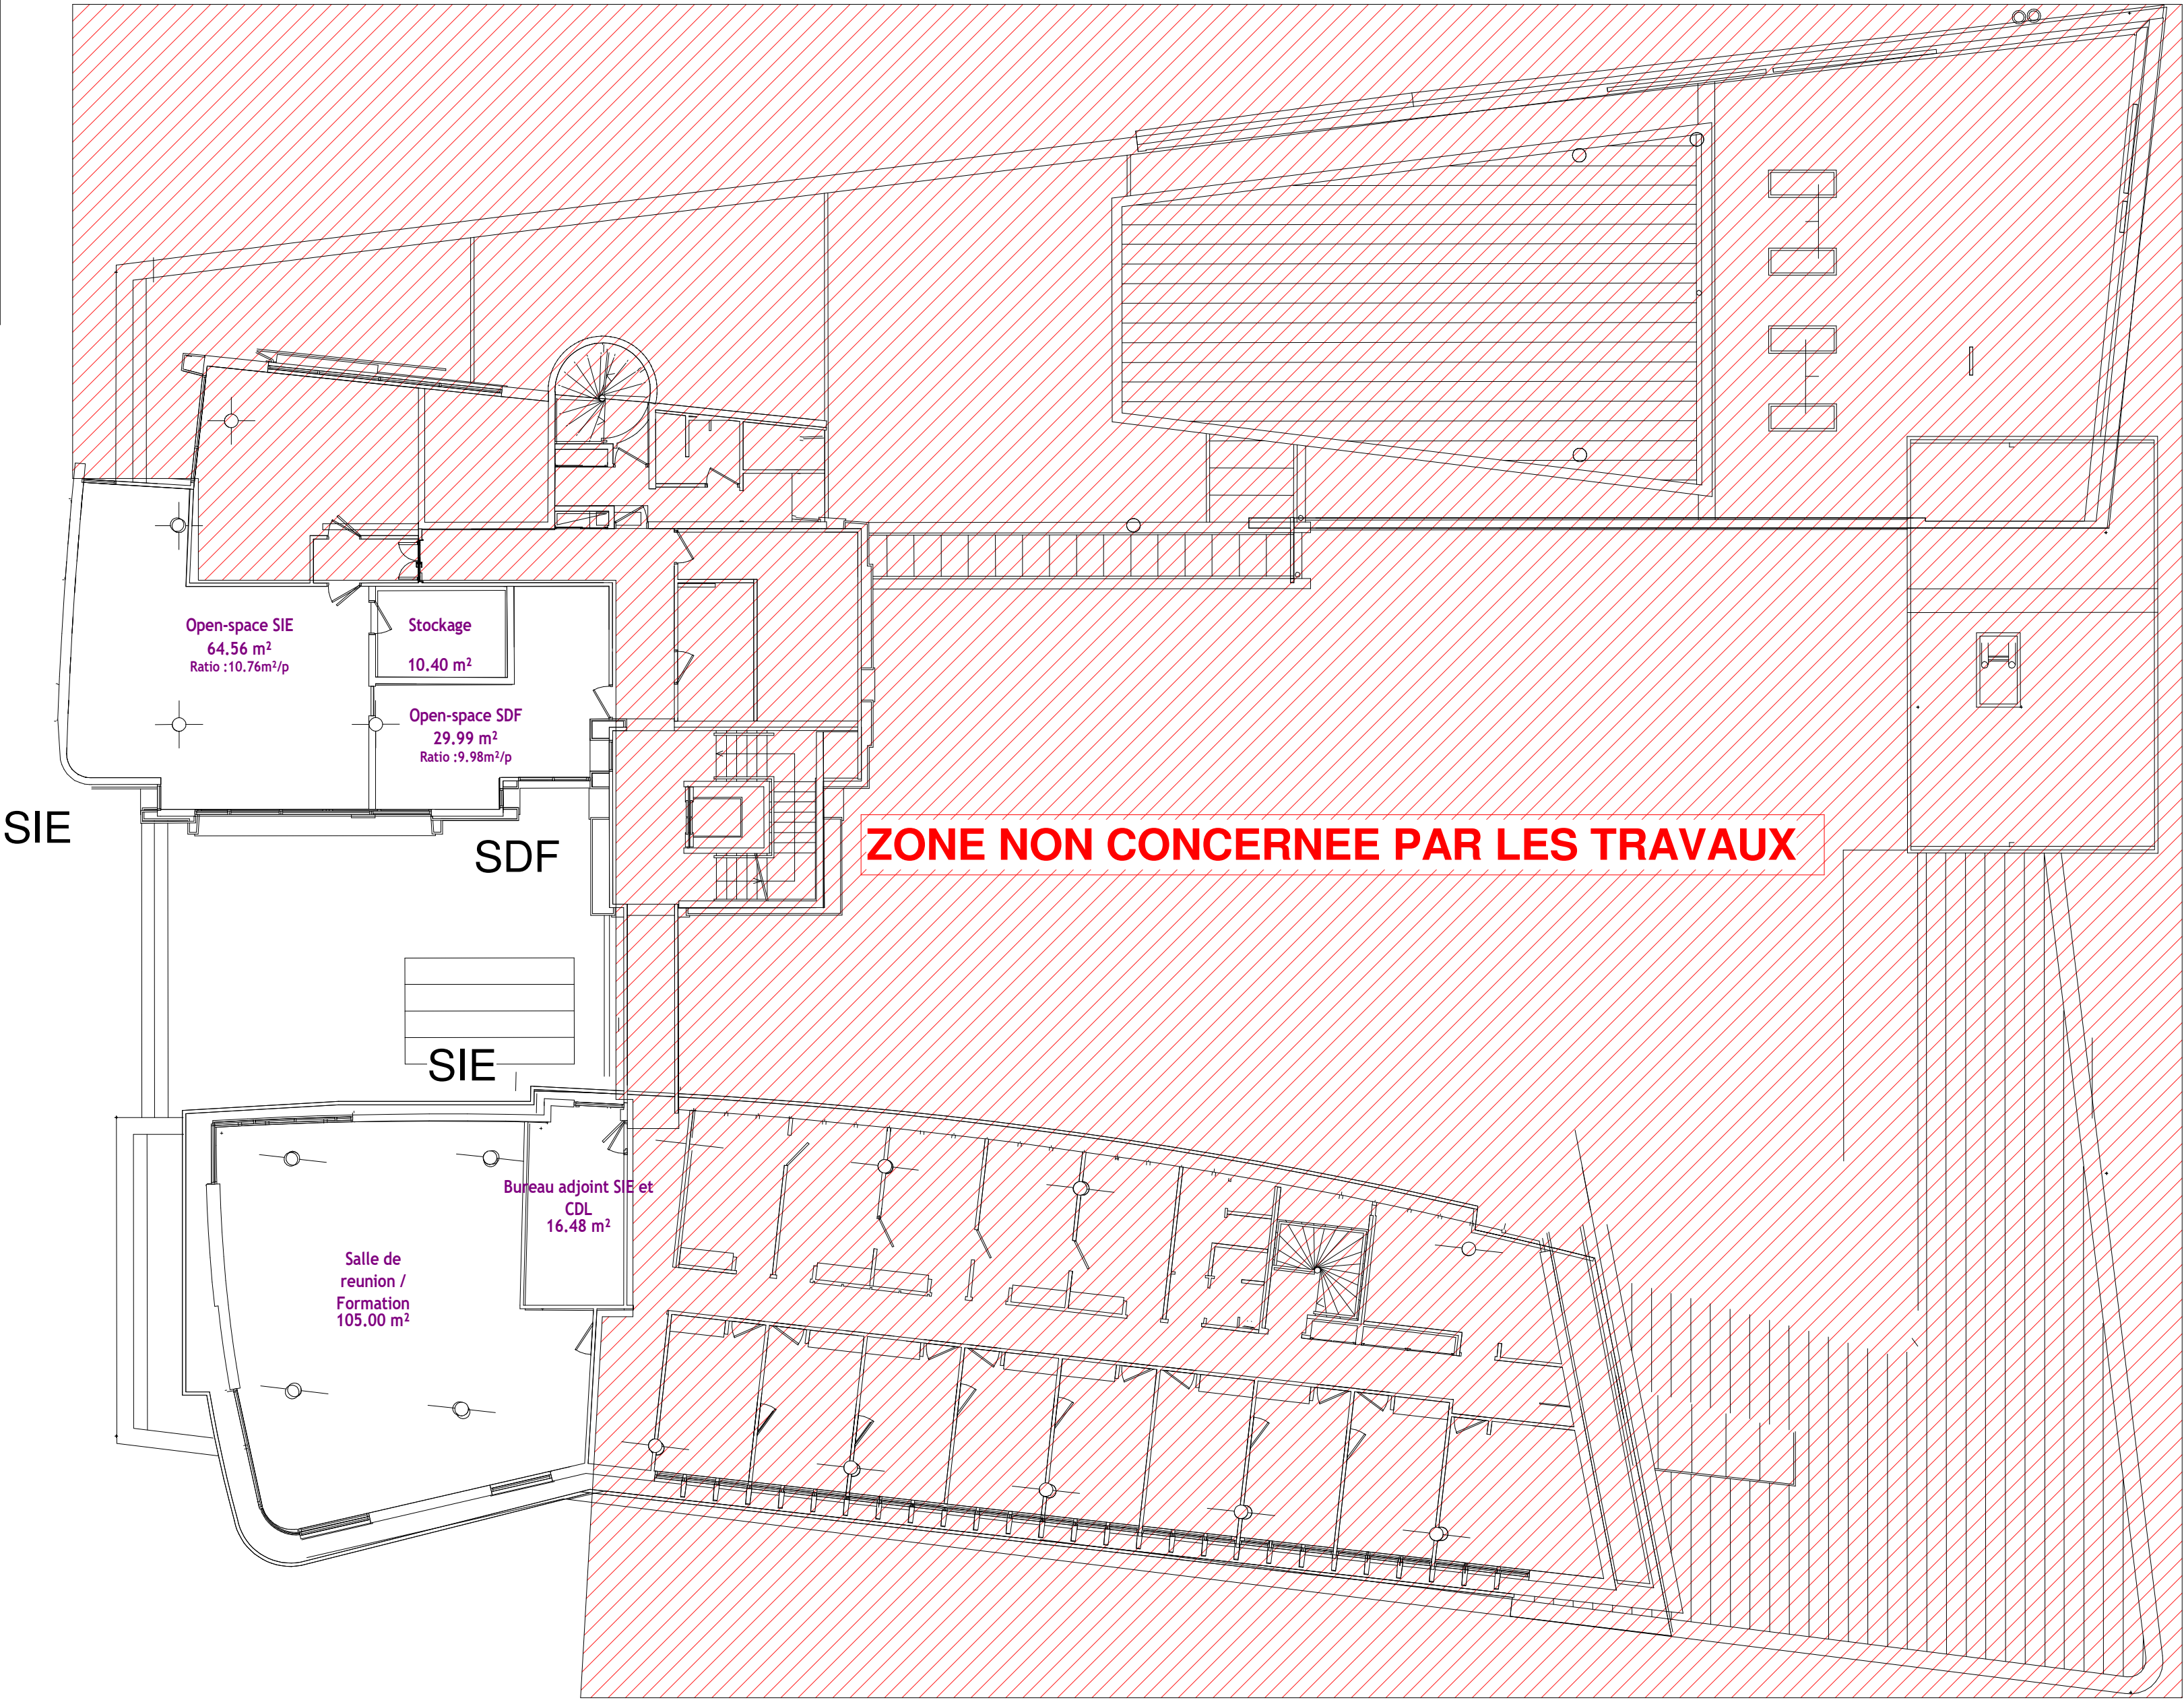 Open-space SIE
64.56 m²
Ratio :10.76m²/p
Stockage
10.40 m²
Open-space SDF
29.99 m²
Ratio :9.98m²/p
SIE
SDF
ZONE NON CONCERNEE PAR LES TRAVAUX
SIE
Bureau adjoint SIE et
CDL
16.48 m²
Salle de
reunion /
Formation
105.00 m²